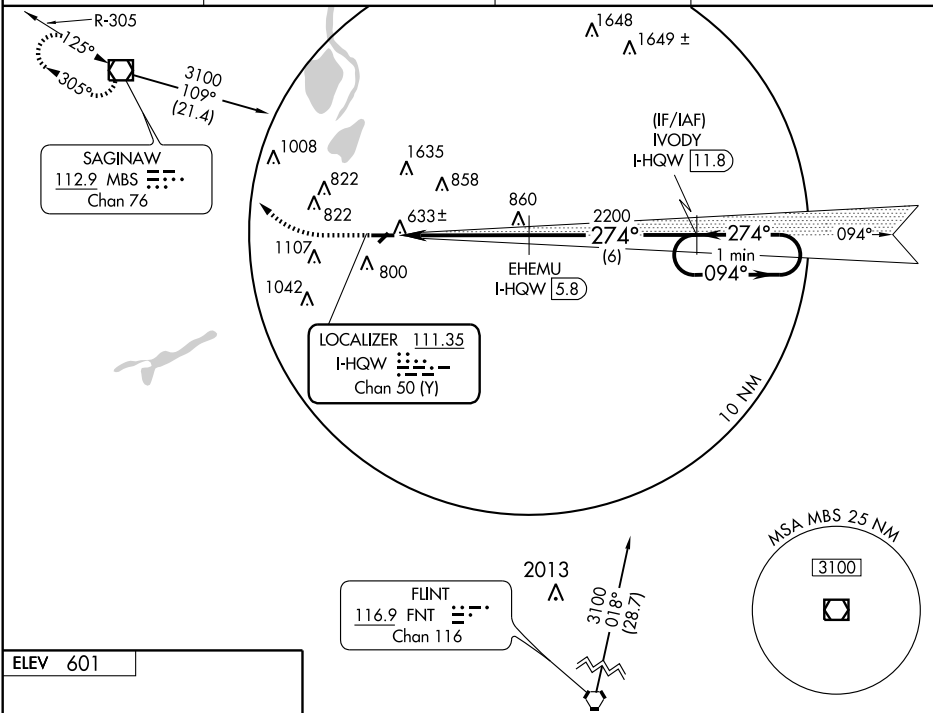 R-305
125°
305°
3100
109°
(21.4)
SAGINAW
112.9 MBS
Chan 76
1648
1649 ±
1008
1635
822
858
822
633±
860
1107
800
1042
(IF/IAF)
IVODY
I-HQW 11.8
2200
274°
(6)
274°
094°
1 min
094°
EHEMU
I-HQW 5.8
LOCALIZER 111.35
I-HQW
Chan 50 (Y)
10 NM
MSA MBS 25 NM
3100
2013
FLINT
116.9 FNT
Chan 116
3100
018°
(28.7)
ELEV 601